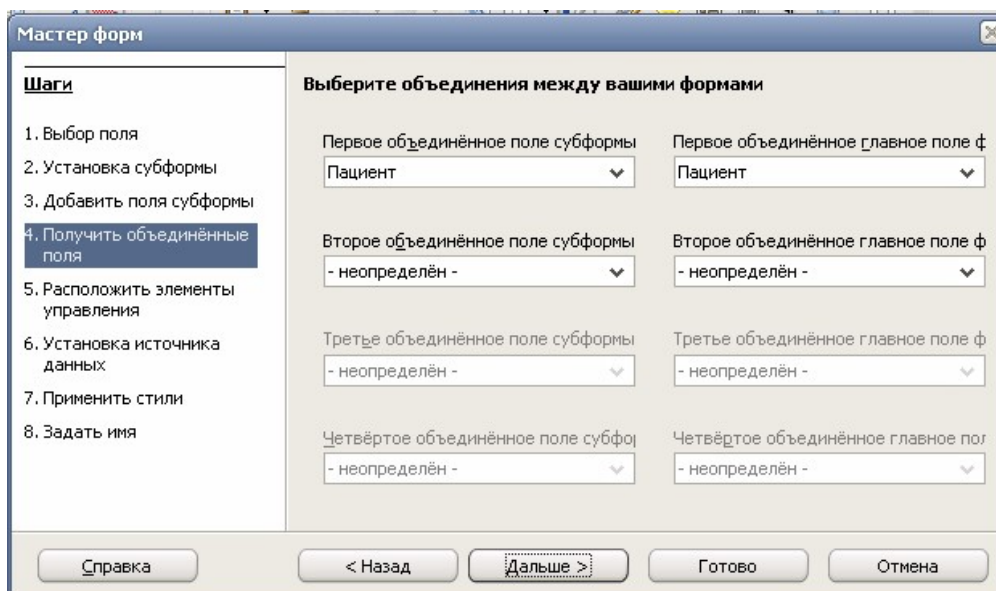 Мастер форм
Шаги
1. Выбор поля
2. Установка субформы
3. Добавить поля субформы
4. Получить объединённые
поля
5. Расположить элементы
управления
6. Установка источника
данных
7. Применить стили
8. Задать имя
Выберите объединения между вашими формами
Первое объединённое поле субформы
Первое объединённое главное поле ф
Пациент
Пациент
Второе объединённое поле субформы
Второе объединённое главное поле ф
- неопределён -
- неопределён -
Третье объединённое поле субформы
Третье объединённое главное поле ф
- неопределён -
- неопределён -
Четвёртое объединённое поле субфор
Четвёртое объединённое главное пол
- неопределён -
- неопределён -
Справка
< Назад
Дальше >
Готово
Отмена